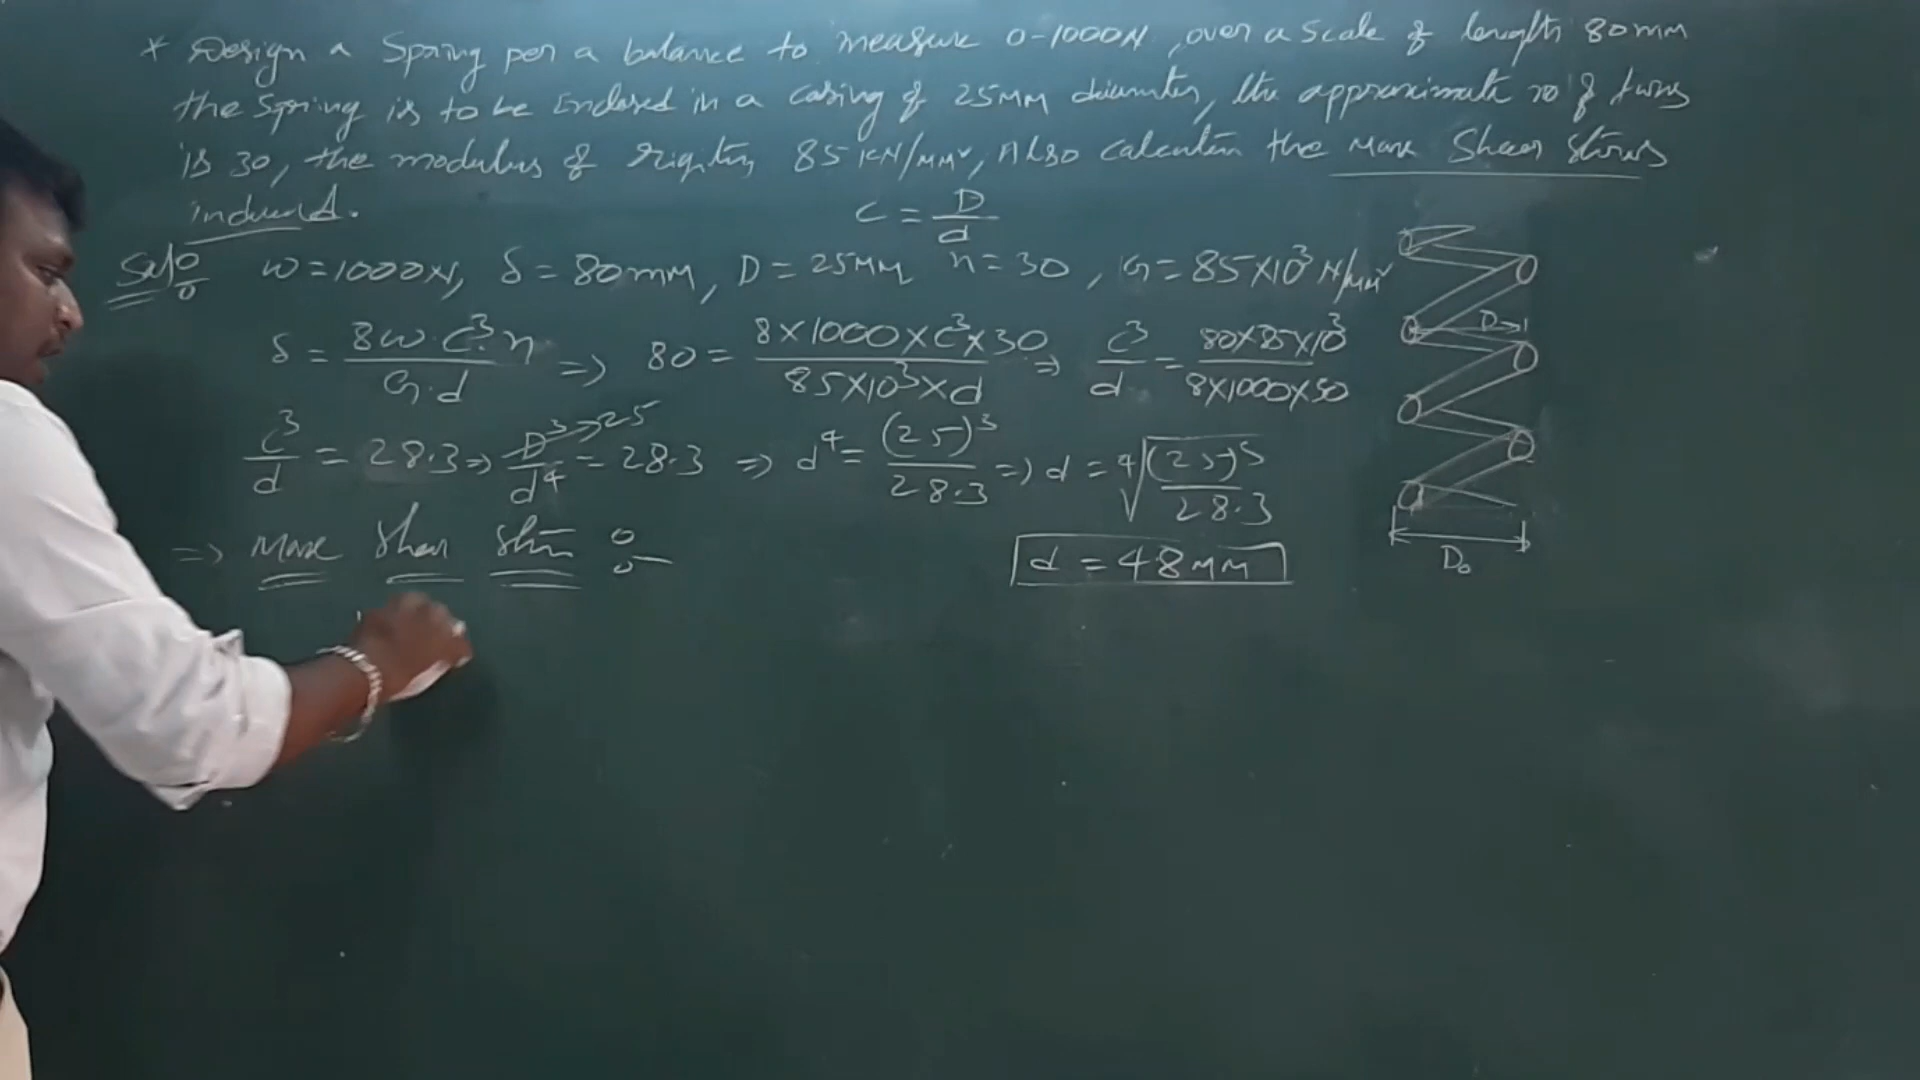 * Design a Spring per a balance to measure 0-1000N, over a scale of length 80mm
the spring is to be Enclosed in a casing of 25mm diameter, the approximate no of turns
is 30, the modulus of rigitiy 85 KN/mm², Also calculate the Max Shear Stress
induced.
C = D/d
Sol: W = 1000N, δ = 80mm, D = 25mm n = 30, G = 85×10³ N/mm²
δ = 8W·C³·n / G·d ⇒ 80 = 8×1000×C³×30 / 85×10³×d ⇒ C³/d = 80×85×10³ / 8×1000×30
C³/d = 28.3 ⇒ D³→25 / d⁴ = 28.3 ⇒ d⁴ = (25)³ / 28.3 ⇒ d = ⁴√(25)³ / 28.3
⇒ Max Shear Stress :-
d = 4.8mm
D
D₀